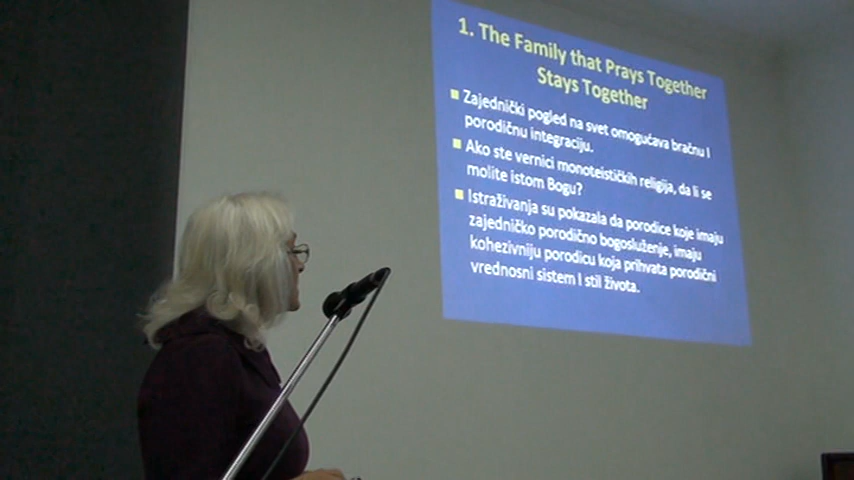 1. The Family that Prays Together
Stays Together
Zajednički pogled na svet omogućava bračnu I
porodičnu integraciju.
Ako ste vernici monoteističkih religija, da li se
molite istom Bogu?
Istraživanja su pokazala da porodice koje imaju
zajedničko porodično bogosluženje, imaju
kohezivniju porodicu koja prihvata porodični
vrednosni sistem I stil života.